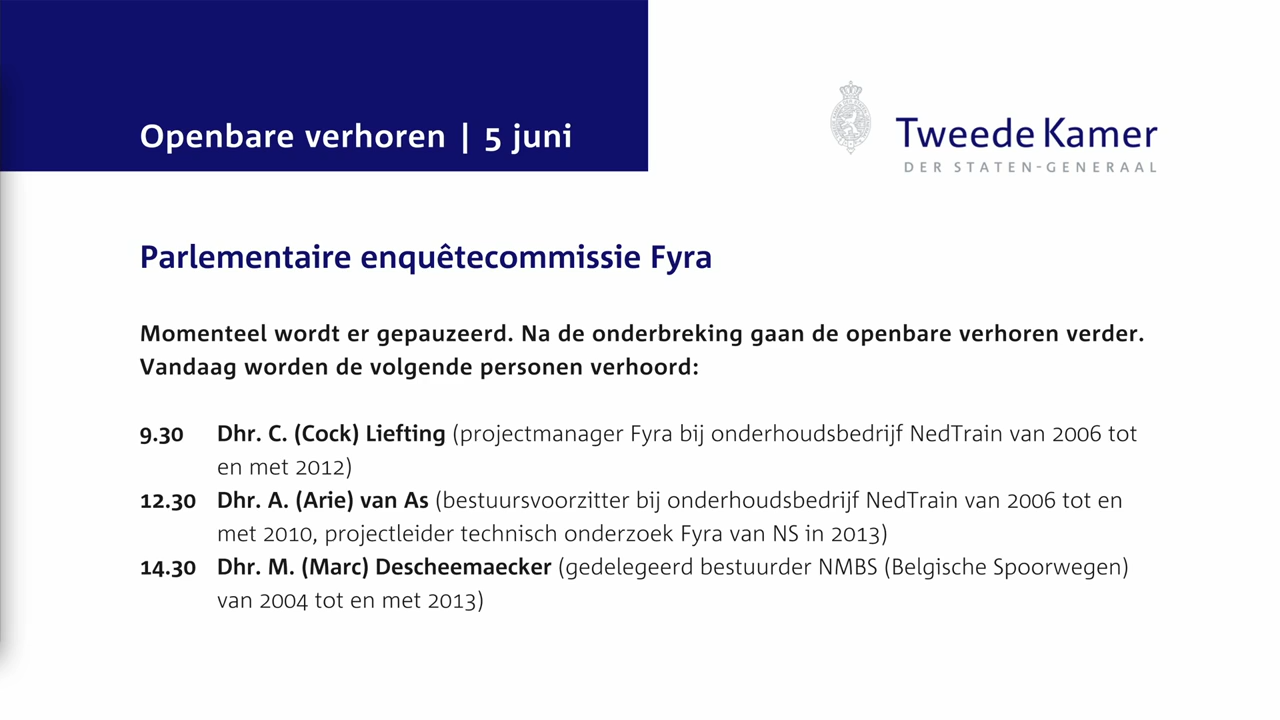 Openbare verhoren | 5 juni
Tweede Kamer
DER STATEN-GENERAAL
Parlementaire enquêtecommissie Fyra
Momenteel wordt er gepauzeerd. Na de onderbreking gaan de openbare verhoren verder.
Vandaag worden de volgende personen verhoord:
9.30 Dhr. C. (Cock) Liefting (projectmanager Fyra bij onderhoudsbedrijf NedTrain van 2006 tot
en met 2012)
12.30 Dhr. A. (Arie) van As (bestuursvoorzitter bij onderhoudsbedrijf NedTrain van 2006 tot en
met 2010, projectleider technisch onderzoek Fyra van NS in 2013)
14.30 Dhr. M. (Marc) Descheemaecker (gedelegeerd bestuurder NMBS (Belgische Spoorwegen)
van 2004 tot en met 2013)